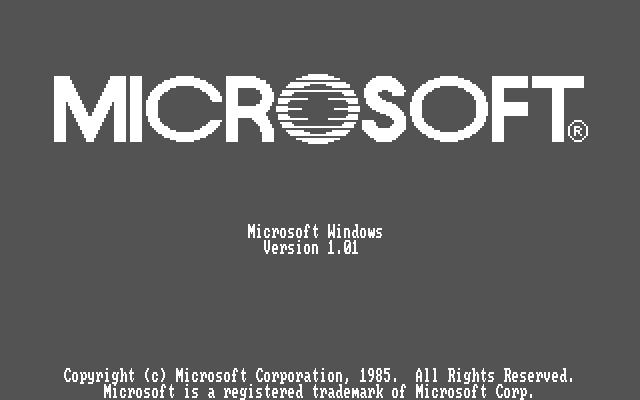 MICROSOFT®
Microsoft Windows
Version 1.01
Copyright (c) Microsoft Corporation, 1985.  All Rights Reserved.
Microsoft is a registered trademark of Microsoft Corp.